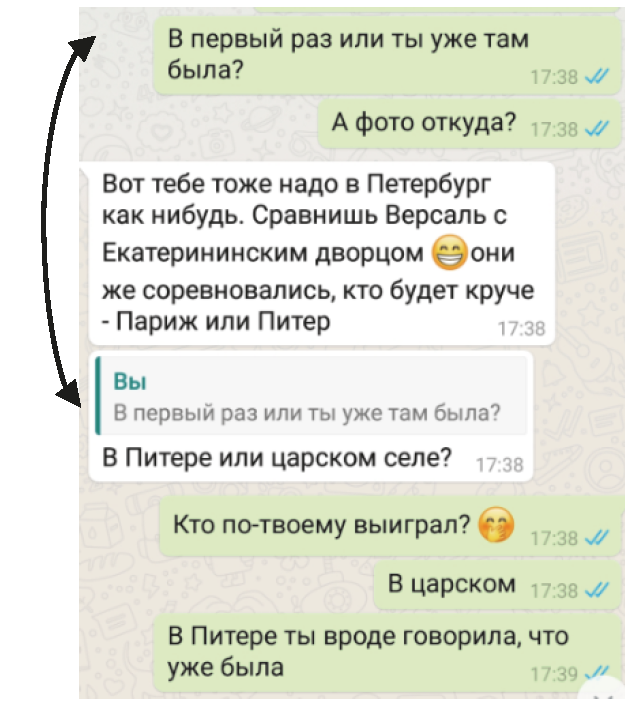 В первый раз или ты уже там
была?
17:38
А фото откуда? 17:38
Вот тебе тоже надо в Петербург
как нибудь. Сравнишь Версаль с
Екатерининским дворцом 😁они
же соревновались, кто будет круче
- Париж или Питер
17:38
Вы
В первый раз или ты уже там была?
В Питере или царском селе? 17:38
Кто по-твоему выиграл? 🤭 17:38
В царском 17:38
В Питере ты вроде говорила, что
уже была
17:39